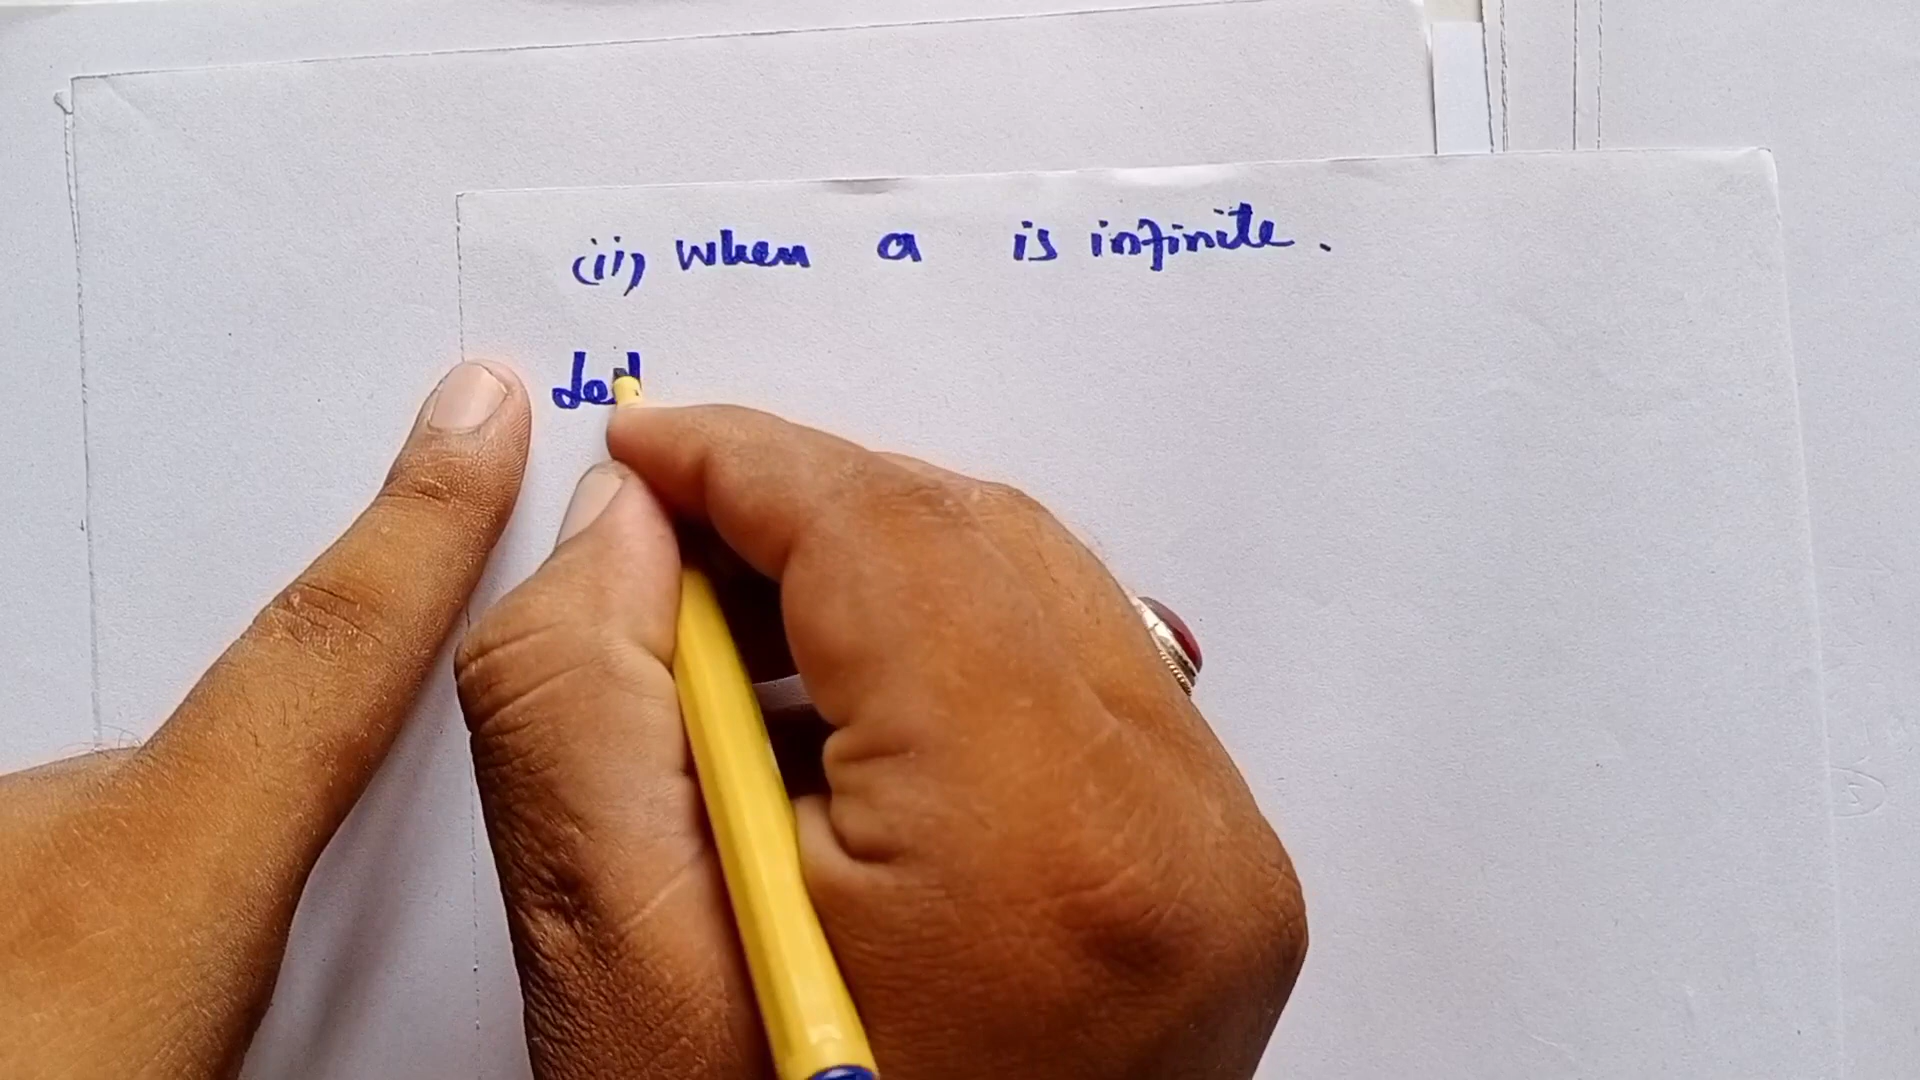 (ii) when a is infinite.